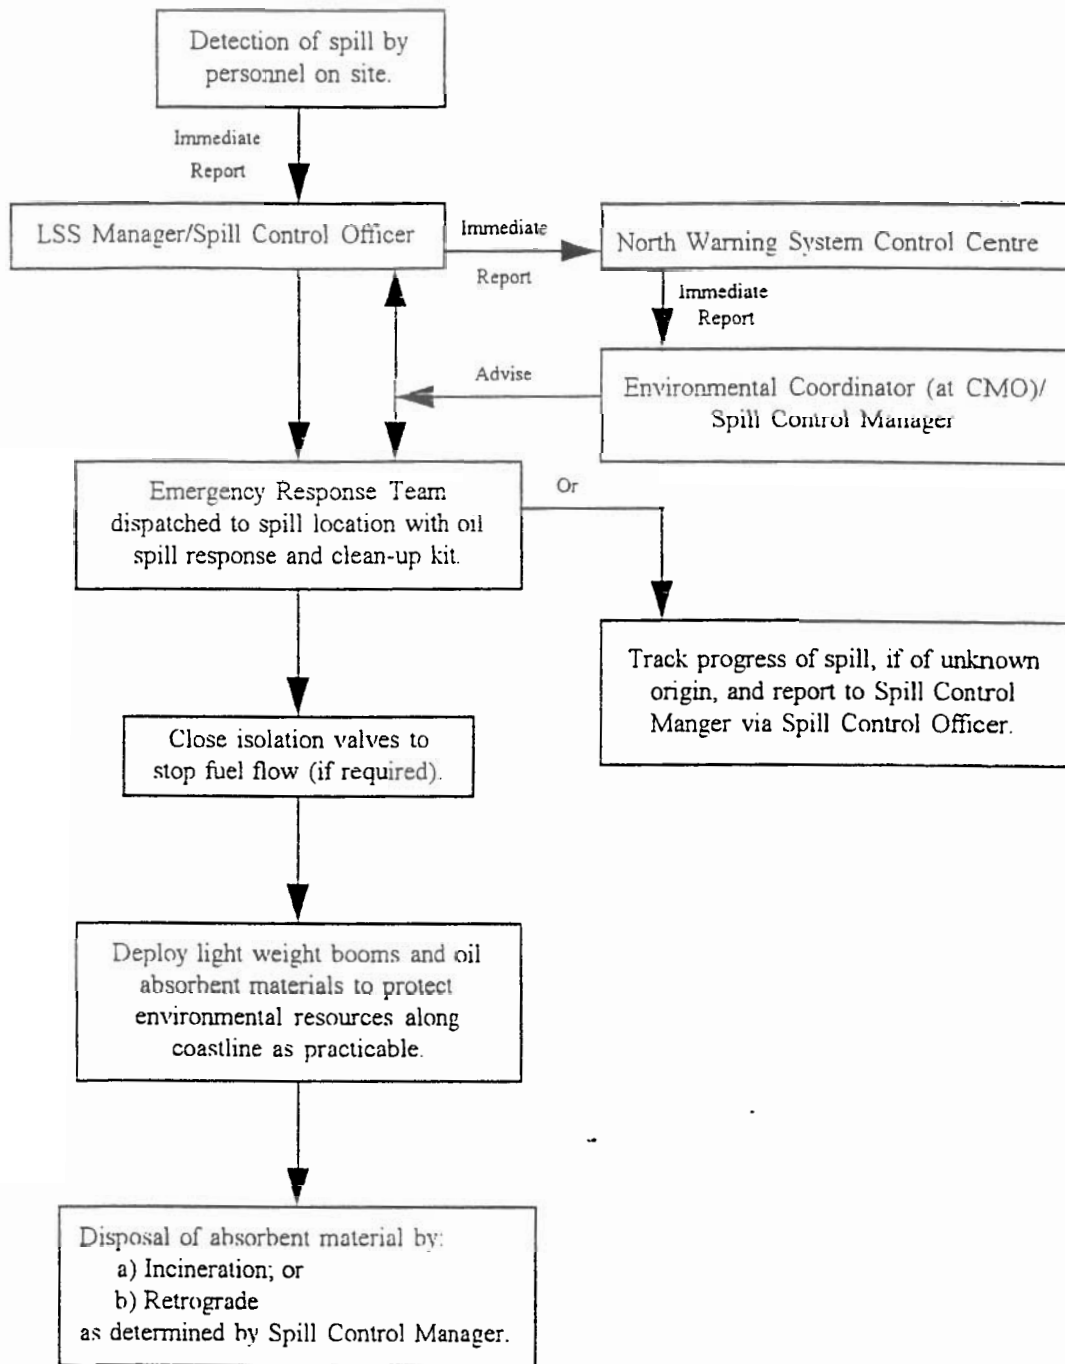 Detection of spill by
personnel on site.
Immediate
Report
LSS Manager/Spill Control Officer
Immediate
Report
North Warning System Control Centre
Immediate
Report
Advise
Environmental Coordinator (at CMO)/
Spill Control Manager
Emergency Response Team
dispatched to spill location with oil
spill response and clean-up kit.
Or
Track progress of spill, if of unknown
origin, and report to Spill Control
Manger via Spill Control Officer.
Close isolation valves to
stop fuel flow (if required).
Deploy light weight booms and oil
absorbent materials to protect
environmental resources along
coastline as practicable.
Disposal of absorbent material by:
a) Incineration; or
b) Retrograde
as determined by Spill Control Manager.